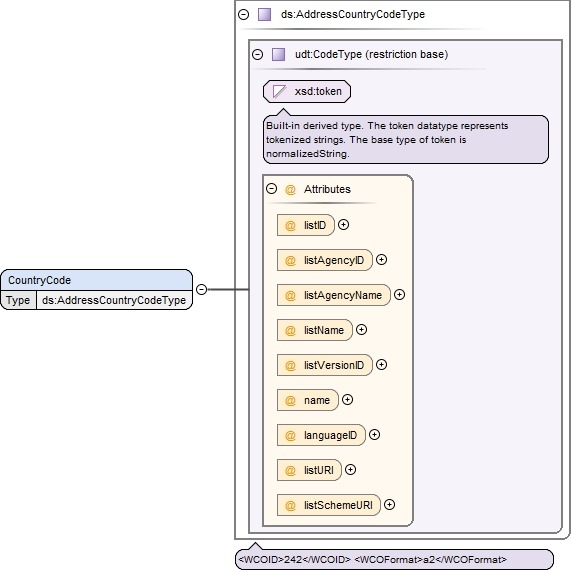 ds:AddressCountryCodeType
udt:CodeType (restriction base)
xsd:token
Built-in derived type. The token datatype represents
tokenized strings. The base type of token is
normalizedString.
@ Attributes
@ listID
@ listAgencyID
@ listAgencyName
@ listName
@ listVersionID
@ name
@ languageID
@ listURI
@ listSchemeURI
CountryCode
Type ds:AddressCountryCodeType
<WCOID>242</WCOID> <WCOFormat>a2</WCOFormat>